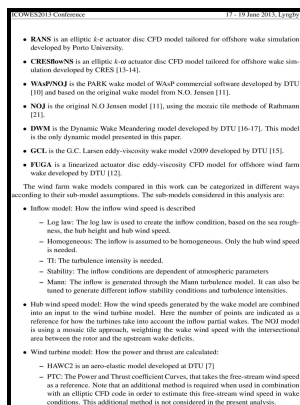 ICOWES2013 Conference 17 - 19 June 2013, Lyngby
• RANS is an elliptic k-ε actuator disc CFD model tailored for offshore wake simulation
developed by Porto University.
• CRESflowNS is an elliptic k-ω actuator disc CFD model tailored for offshore wake sim-
ulation developed by CRES [13-14].
• WAsP/NOJ is the PARK wake model of WAsP commercial software developed by DTU
[10] and based on the original wake model from N.O. Jensen [11].
• NOJ is the original N.O Jensen model [11], using the mozaic tile methods of Rathmann
[21].
• DWM is the Dynamic Wake Meandering model developed by DTU [16-17]. This model
is the only dynamic model presented in this paper.
• GCL is the G.C. Larsen eddy-viscosity wake model v2009 developed by DTU [15].
• FUGA is a linearized actuator disc eddy-viscosity CFD model for offshore wind farm
wake developed by DTU [12].
The wind farm wake models compared in this work can be categorized in different ways
according to their sub-model assumptions. The sub-models considered in this analysis are:
• Inflow model: How the inflow wind speed is described
– Log law: The log law is used to create the inflow condition, based on the sea rough-
ness, the hub height and hub wind speed.
– Homogeneous: The inflow is assumed to be homogeneous. Only the hub wind speed
is needed.
– TI: The turbulence intensity is needed.
– Stability: The inflow conditions are dependent of atmospheric parameters
– Mann: The inflow is generated through the Mann turbulence model. It can also be
tuned to generate different inflow stability conditions and turbulence intensities.
• Hub wind speed model: How the wind speeds generated by the wake model are combined
into an input to the wind turbine model. Here the number of points are indicated as a
reference for how the turbines take into account the inflow partial wakes. The NOJ model
is using a mosaic tile approach, weighting the wake wind speed with the intersectional
area between the rotor and the upstream wake deficits.
• Wind turbine model: How the power and thrust are calculated:
– HAWC2 is an aero-elastic model developed at DTU [7]
– PTC: Power and Thrust coefficient Curves, that takes the free-stream wind speed
as a reference. Note that an additional method is required when used in combination
with an elliptic CFD code in order to estimate this free-stream wind speed in wake
conditions. This additional method is not considered in the present analysis.